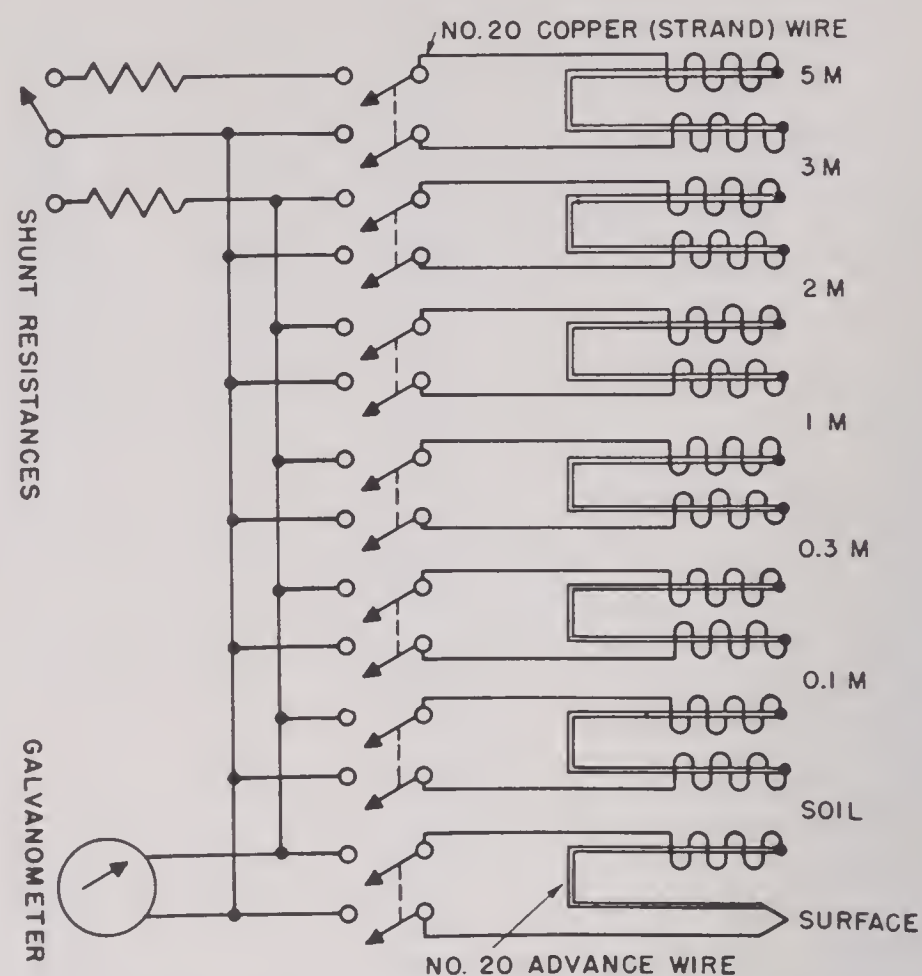 NO. 20 COPPER (STRAND) WIRE
5 M
3 M
2 M
1 M
0.3 M
0.1 M
SOIL
SURFACE
SHUNT RESISTANCES
GALVANOMETER
NO. 20 ADVANCE WIRE